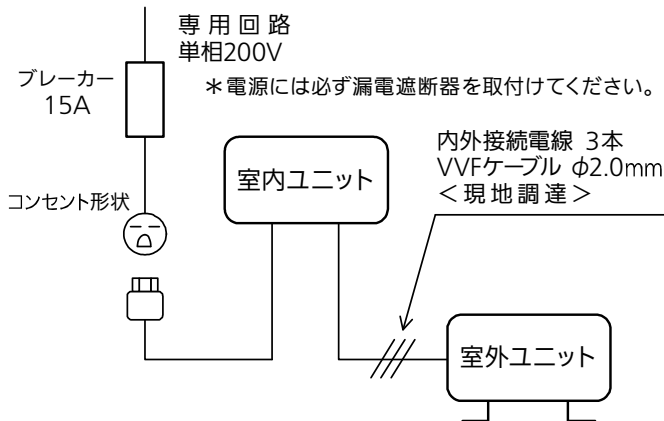 専用回路
単相200V
ブレーカー
15A
＊電源には必ず漏電遮断器を取付けてください。
内外接続電線 3本
VVFケーブル φ2.0mm
＜現地調達＞
室内ユニット
コンセント形状
室外ユニット